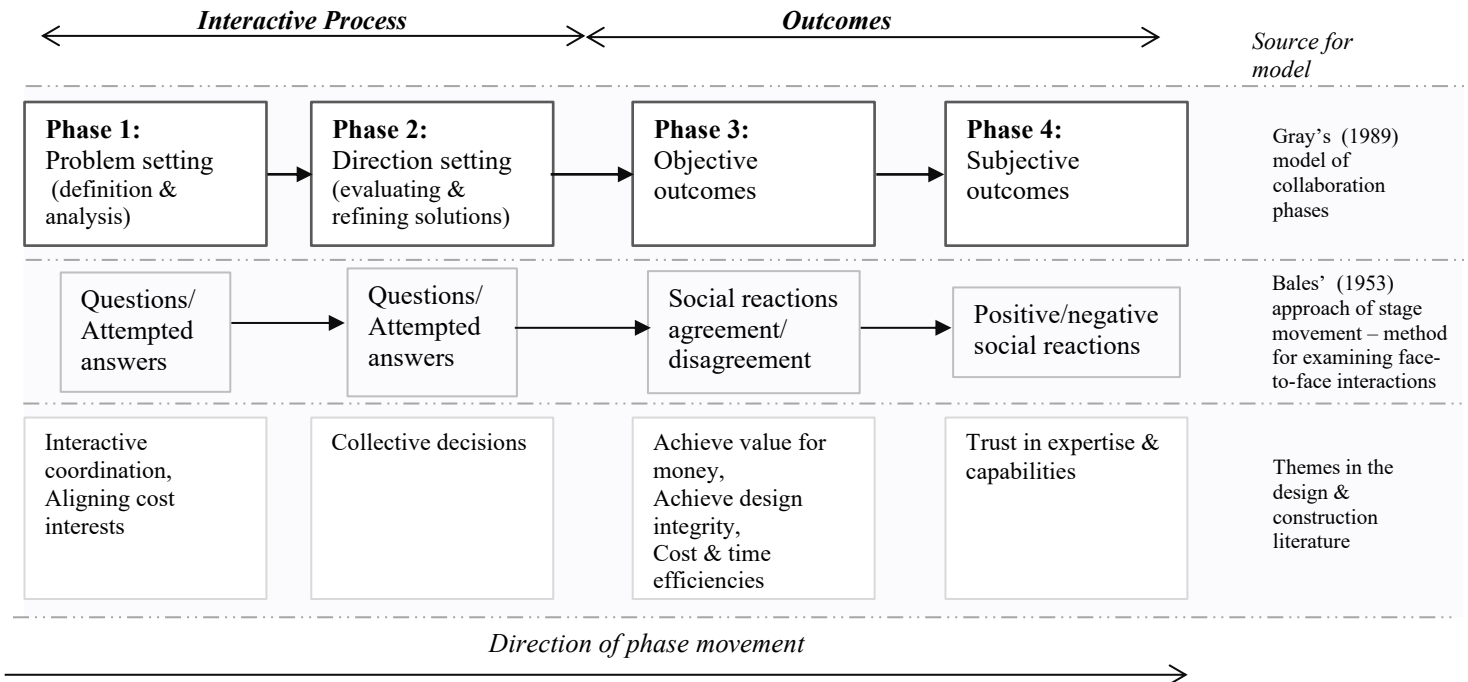 Interactive Process
Outcomes
Source for
model
Phase 1:
Problem setting
(definition &
analysis)
Phase 2:
Direction setting
(evaluating &
refining solutions)
Phase 3:
Objective
outcomes
Phase 4:
Subjective
outcomes
Gray's (1989)
model of
collaboration
phases
Questions/
Attempted
answers
Questions/
Attempted
answers
Social reactions
agreement/
disagreement
Positive/negative
social reactions
Bales' (1953)
approach of stage
movement – method
for examining face-
to-face interactions
Interactive
coordination,
Aligning cost
interests
Collective decisions
Achieve value for
money,
Achieve design
integrity,
Cost & time
efficiencies
Trust in expertise &
capabilities
Themes in the
design &
construction
literature
Direction of phase movement